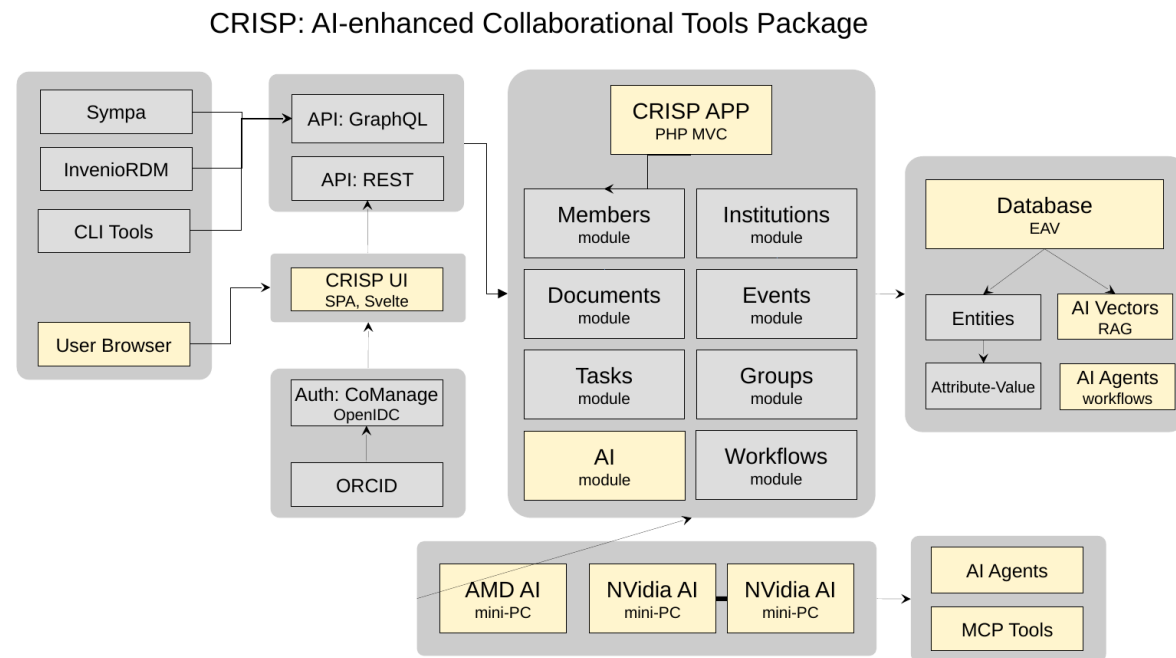 CRISP: AI-enhanced Collaborational Tools Package
Sympa
InvenioRDM
CLI Tools
User Browser
API: GraphQL
API: REST
CRISP UI
SPA, Svelte
Auth: CoManage
OpenIDC
ORCID
CRISP APP
PHP MVC
Members
module
Institutions
module
Documents
module
Events
module
Tasks
module
Groups
module
AI
module
Workflows
module
Database
EAV
Entities
AI Vectors
RAG
Attribute-Value
AI Agents
workflows
AMD AI
mini-PC
NVidia AI
mini-PC
NVidia AI
mini-PC
AI Agents
MCP Tools